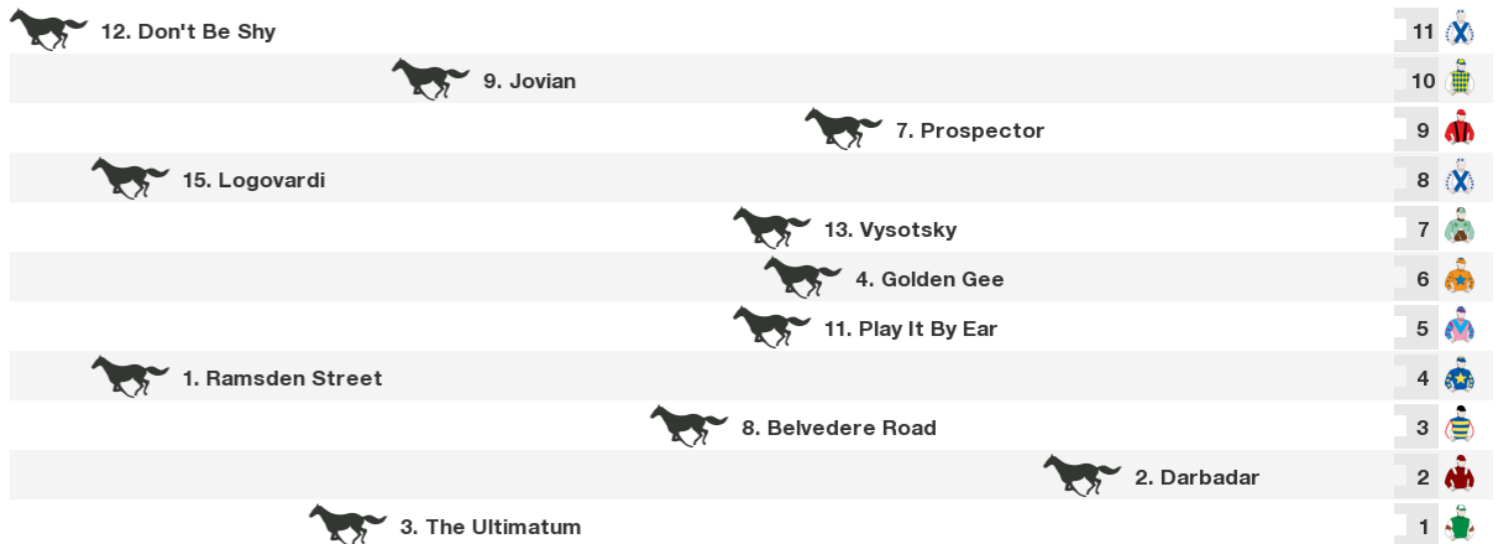 12. Don't Be Shy 11
9. Jovian 10
7. Prospector 9
15. Logovardi 8
13. Vysotsky 7
4. Golden Gee 6
11. Play It By Ear 5
1. Ramsden Street 4
8. Belvedere Road 3
2. Darbadar 2
3. The Ultimatum 1